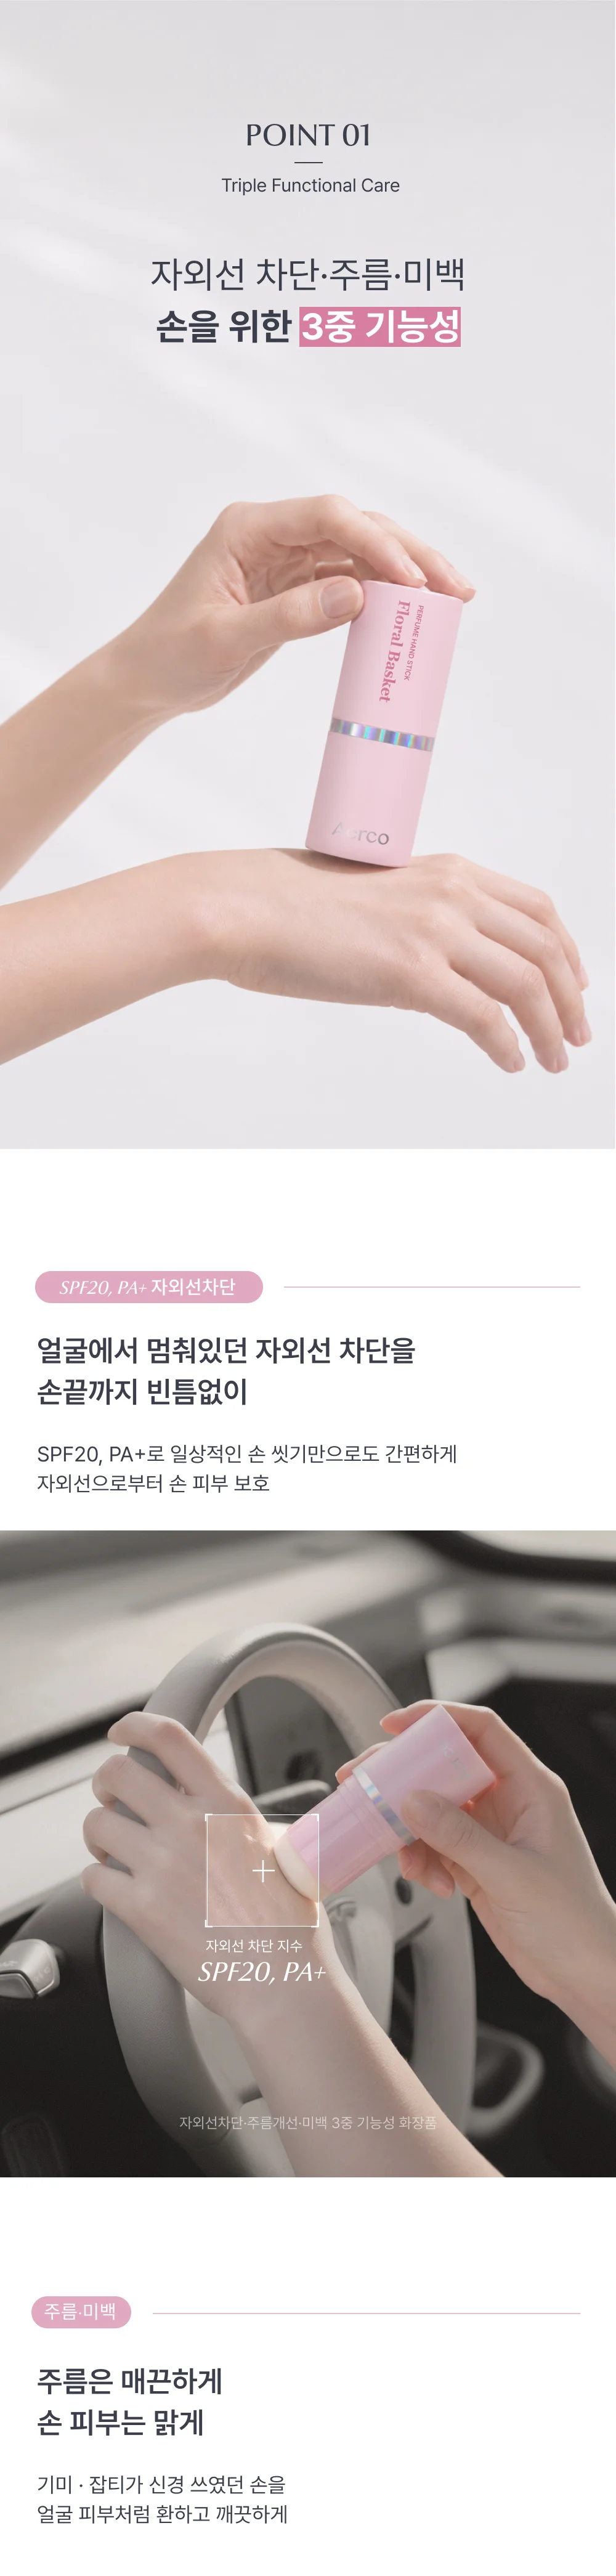 POINT 01
Triple Functional Care
자외선 차단·주름·미백
손을 위한 3중 기능성
PERFUME HAND STICK
Floral Basket
SPF20, PA+ 자외선차단
얼굴에서 멈춰있던 자외선 차단을
손끝까지 빈틈없이
SPF20, PA+로 일상적인 손 씻기만으로도 간편하게
자외선으로부터 손 피부 보호
자외선 차단 지수
SPF20, PA+
자외선차단·주름개선·미백 3중 기능성 화장품
주름·미백
주름은 매끈하게
손 피부는 맑게
기미 · 잡티가 신경 쓰였던 손을
얼굴 피부처럼 환하고 깨끗하게